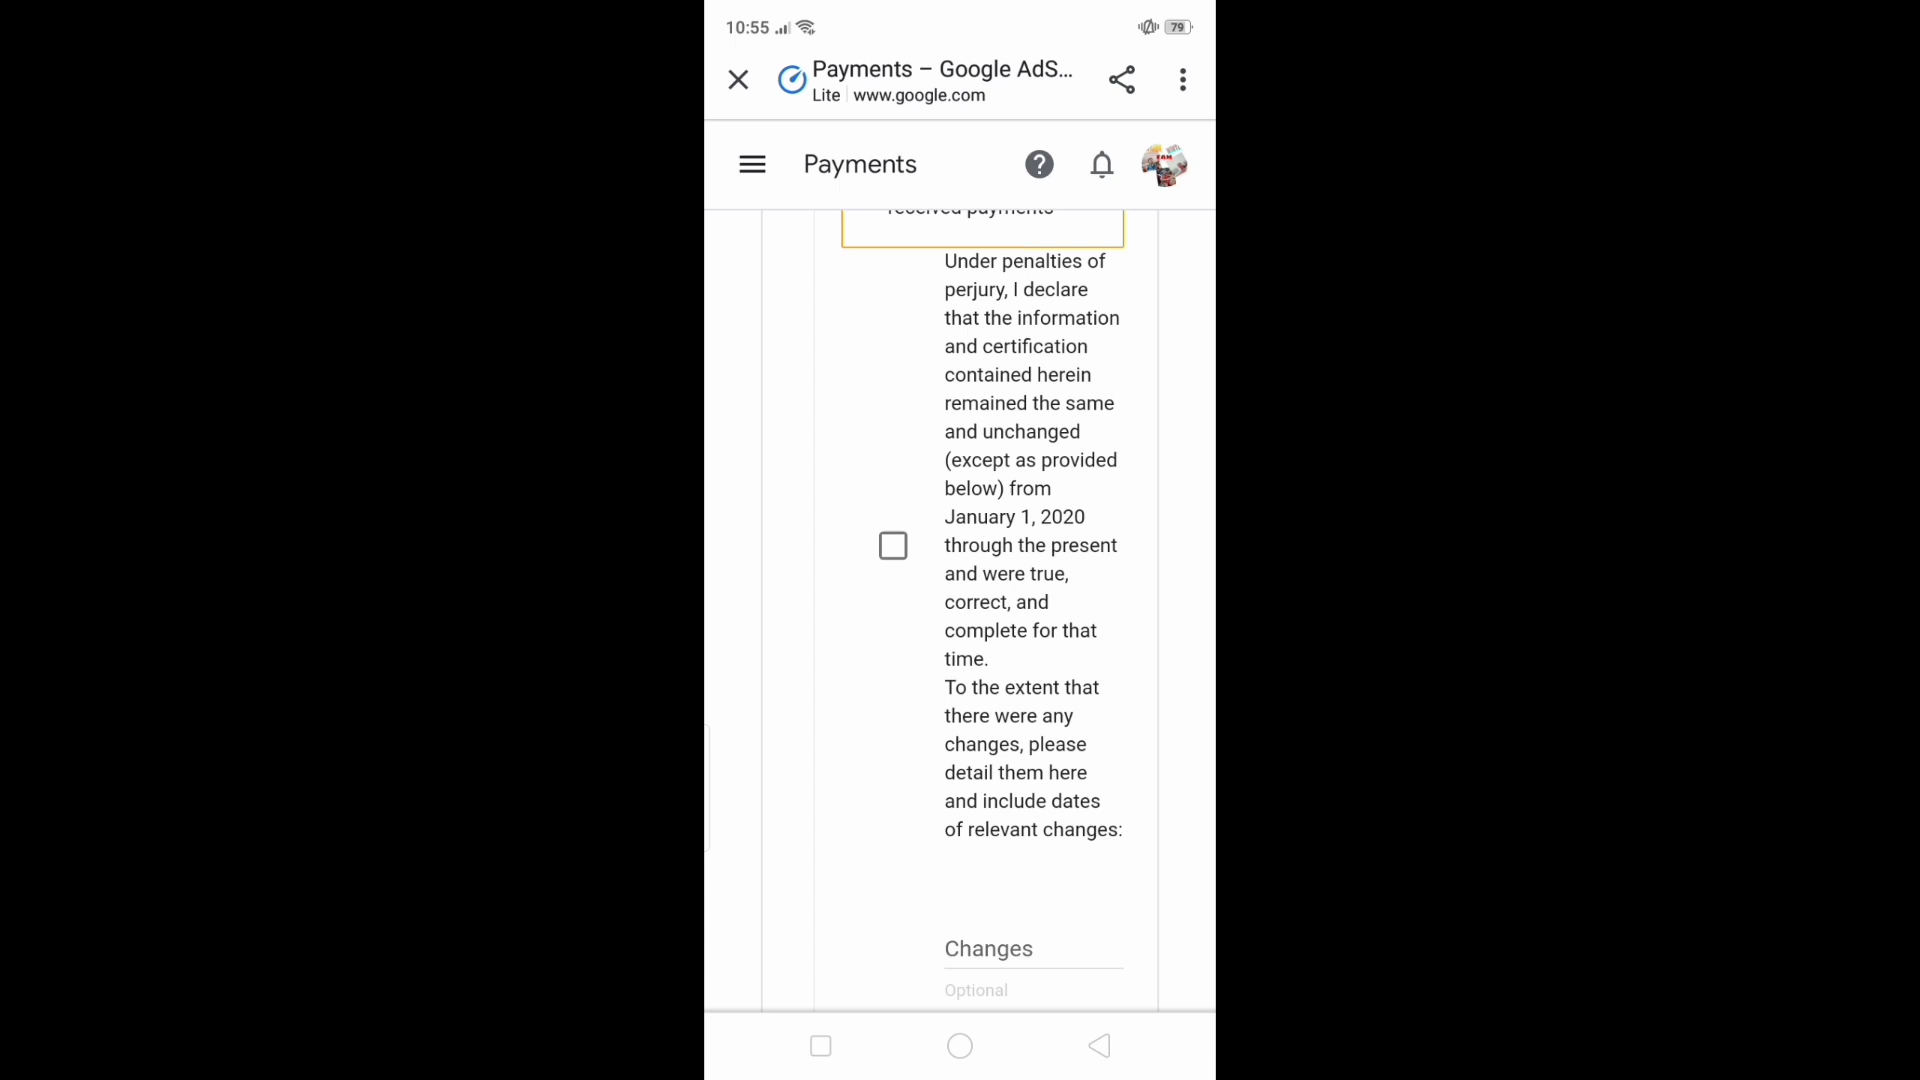 10:55
79
Payments – Google AdS...
Lite www.google.com
Payments
received payments
Under penalties of
perjury, I declare
that the information
and certification
contained herein
remained the same
and unchanged
(except as provided
below) from
January 1, 2020
through the present
and were true,
correct, and
complete for that
time.
To the extent that
there were any
changes, please
detail them here
and include dates
of relevant changes:
Changes
Optional